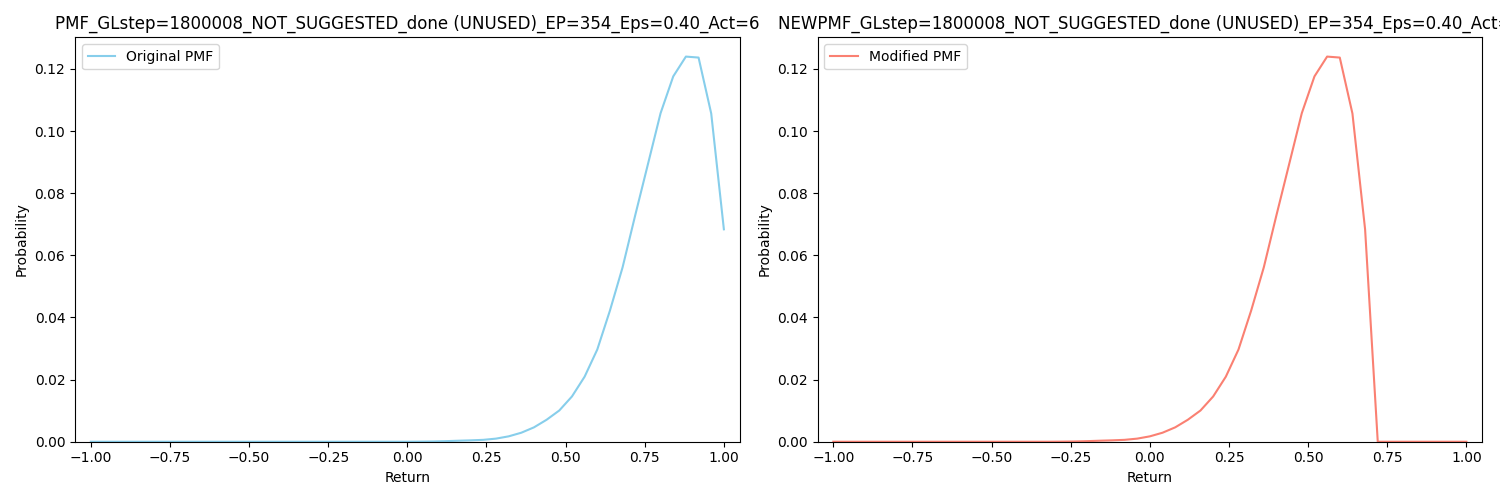 PMF_GLstep=1800008_NOT_SUGGESTED_done (UNUSED)_EP=354_Eps=0.40_Act=6
Original PMF
Probability
0.12
0.10
0.08
0.06
0.04
0.02
0.00
−1.00 −0.75 −0.50 −0.25 0.00 0.25 0.50 0.75 1.00
Return
NEWPMF_GLstep=1800008_NOT_SUGGESTED_done (UNUSED)_EP=354_Eps=0.40_Act=
Modified PMF
Probability
0.12
0.10
0.08
0.06
0.04
0.02
0.00
−1.00 −0.75 −0.50 −0.25 0.00 0.25 0.50 0.75 1.00
Return